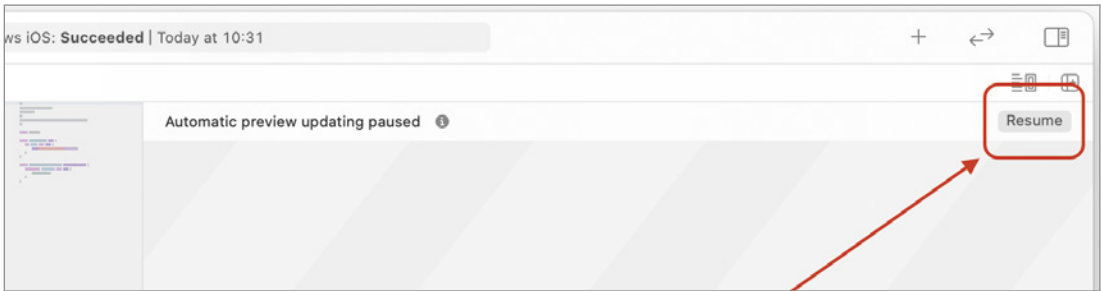 ws iOS: Succeeded | Today at 10:31
Automatic preview updating paused
Resume